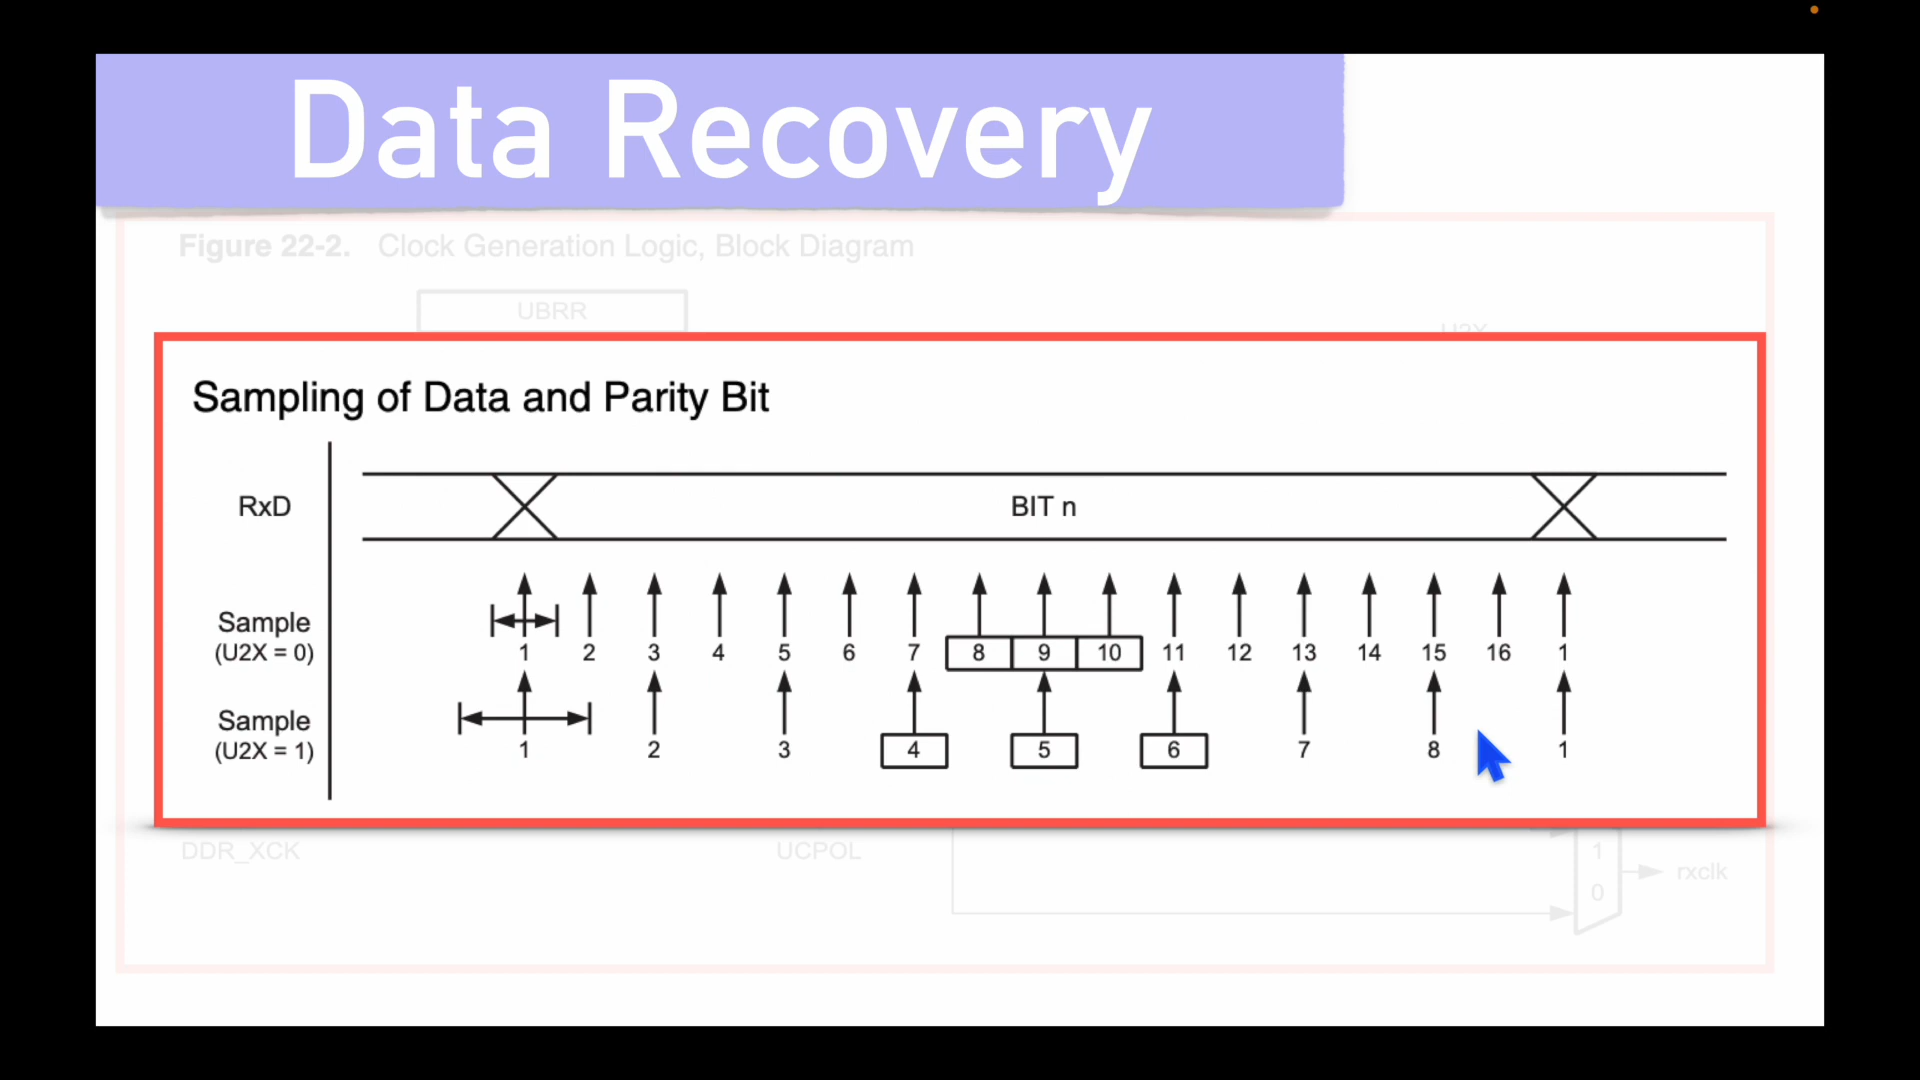 Data Recovery
Figure 22-2. Clock Generation Logic, Block Diagram
UBRR
U2X
Sampling of Data and Parity Bit
RxD
BIT n
Sample
(U2X = 0)
1 2 3 4 5 6 7 8 9 10 11 12 13 14 15 16 1
Sample
(U2X = 1)
1 2 3 4 5 6 7 8 1
DDR_XCK
UCPOL
1
rxclk
0